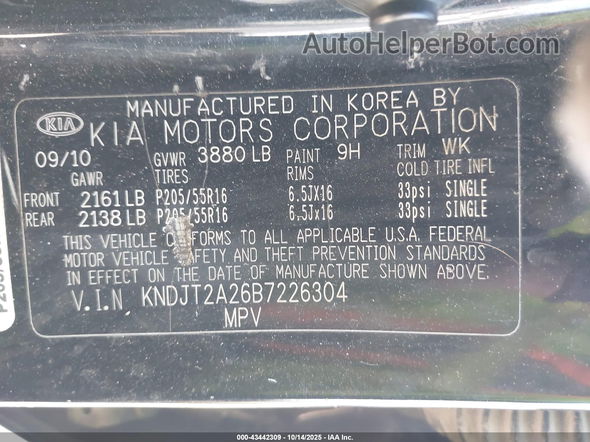 AutoHelperBot.com
MANUFACTURED IN KOREA BY
KIA KIA MOTORS CORPORATION
09/10 GVWR 3880 LB PAINT 9H TRIM WK
GAWR TIRES RIMS COLD TIRE INFL
FRONT 2161 LB P205/55R16 6.5Jx16 33psi SINGLE
REAR 2138 LB P205/55R16 6.5Jx16 33psi SINGLE
THIS VEHICLE CONFORMS TO ALL APPLICABLE U.S.A. FEDERAL
MOTOR VEHICLE SAFETY AND THEFT PREVENTION STANDARDS
IN EFFECT ON THE DATE OF MANUFACTURE SHOWN ABOVE.
V.I.N KNDJT2A26B7226304
MPV
000-43442309 - 10/14/2025 - IAA Inc.